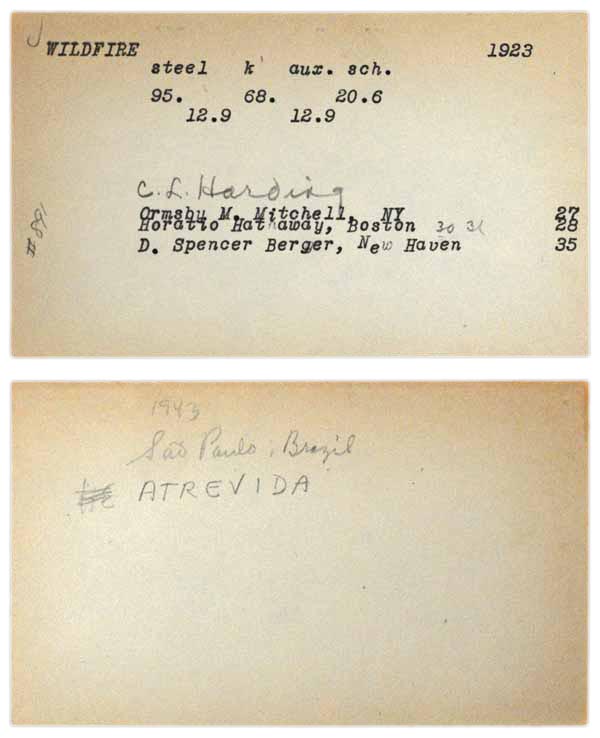 WILDFIRE 1923
steel k aux. sch.
95. 68. 20.6
12.9 12.9
C. L. Harding
Ormsby M. Mitchell, NY 27
Horatio Hathaway, Boston 30 31 28
D. Spencer Berger, New Haven 35
1943
São Paulo, Brazil
ATREVIDA